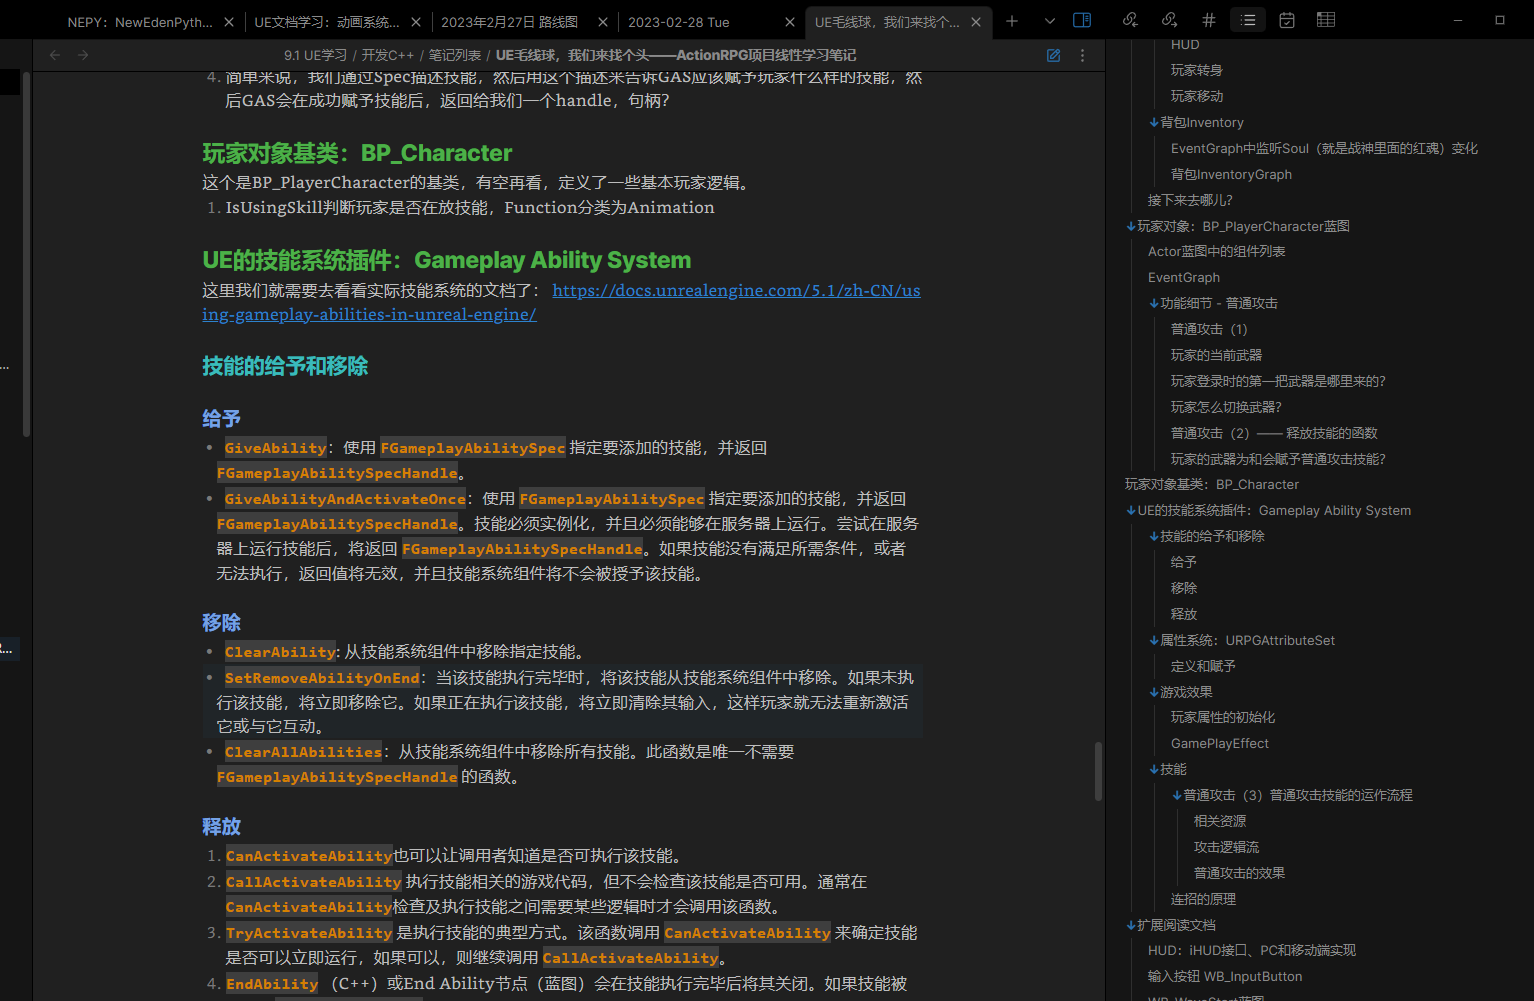 NEPY：NewEdenPyth...
UE文档学习：动画系统...
2023年2月27日 路线图
2023-02-28 Tue
UE毛线球，我们来找个...
9.1 UE学习 / 开发C++ / 笔记列表 / UE毛线球，我们来找个头——ActionRPG项目线性学习笔记
4. 简单来说，我们通过Spec描述技能，然后用这个描述来告诉GAS应该赋予玩家什么样的技能，然
后GAS会在成功赋予技能后，返回给我们一个handle，句柄？
玩家对象基类：BP_Character
这个是BP_PlayerCharacter的基类，有空再看，定义了一些基本玩家逻辑。
1. IsUsingSkill判断玩家是否在放技能，Function分类为Animation
UE的技能系统插件：Gameplay Ability System
这里我们就需要去看看实际技能系统的文档了： https://docs.unrealengine.com/5.1/zh-CN/us
ing-gameplay-abilities-in-unreal-engine/
技能的给予和移除
给予
• GiveAbility：使用 FGameplayAbilitySpec 指定要添加的技能，并返回
FGameplayAbilitySpecHandle。
• GiveAbilityAndActivateOnce：使用 FGameplayAbilitySpec 指定要添加的技能，并返回
FGameplayAbilitySpecHandle。技能必须实例化，并且必须能够在服务器上运行。尝试在服务
器上运行技能后，将返回 FGameplayAbilitySpecHandle。如果技能没有满足所需条件，或者
无法执行，返回值将无效，并且技能系统组件将不会被授予该技能。
移除
• ClearAbility: 从技能系统组件中移除指定技能。
• SetRemoveAbilityOnEnd：当该技能执行完毕时，将该技能从技能系统组件中移除。如果未执
行该技能，将立即移除它。如果正在执行该技能，将立即清除其输入，这样玩家就无法重新激活
它或与它互动。
• ClearAllAbilities：从技能系统组件中移除所有技能。此函数是唯一不需要
FGameplayAbilitySpecHandle 的函数。
释放
1. CanActivateAbility也可以让调用者知道是否可执行该技能。
2. CallActivateAbility 执行技能相关的游戏代码，但不会检查该技能是否可用。通常在
CanActivateAbility检查及执行技能之间需要某些逻辑时才会调用该函数。
3. TryActivateAbility 是执行技能的典型方式。该函数调用 CanActivateAbility 来确定技能
是否可以立即运行，如果可以，则继续调用 CallActivateAbility。
4. EndAbility （C++）或End Ability节点（蓝图）会在技能执行完毕后将其关闭。如果技能被
HUD
玩家转身
玩家移动
背包Inventory
EventGraph中监听Soul（就是战神里面的红魂）变化
背包InventoryGraph
接下来去哪儿？
玩家对象：BP_PlayerCharacter蓝图
Actor蓝图中的组件列表
EventGraph
功能细节 - 普通攻击
普通攻击（1）
玩家的当前武器
玩家登录时的第一把武器是哪里来的？
玩家怎么切换武器？
普通攻击（2）—— 释放技能的函数
玩家的武器为和会赋予普通攻击技能？
玩家对象基类：BP_Character
UE的技能系统插件：Gameplay Ability System
技能的给予和移除
给予
移除
释放
属性系统：URPGAttributeSet
定义和赋予
游戏效果
玩家属性的初始化
GamePlayEffect
技能
普通攻击（3）普通攻击技能的运作流程
相关资源
攻击逻辑流
普通攻击的效果
连招的原理
扩展阅读文档
HUD：iHUD接口、PC和移动端实现
输入按钮 WB_InputButton
WB_WaveStart蓝图